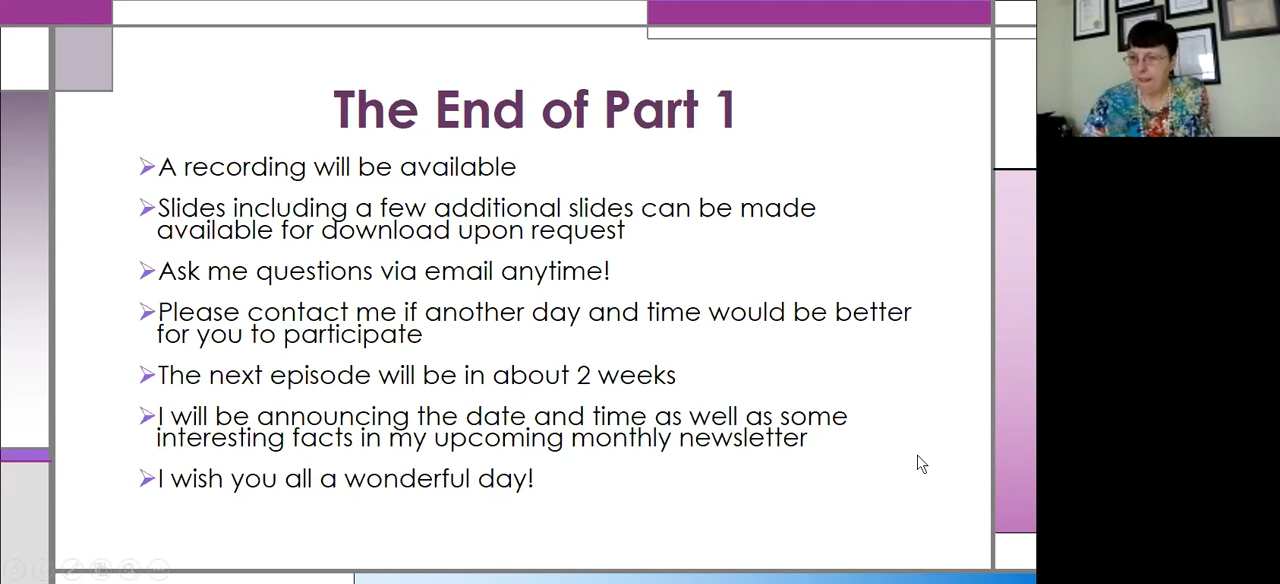 The End of Part 1
A recording will be available
Slides including a few additional slides can be made
available for download upon request
Ask me questions via email anytime!
Please contact me if another day and time would be better
for you to participate
The next episode will be in about 2 weeks
I will be announcing the date and time as well as some
interesting facts in my upcoming monthly newsletter
I wish you all a wonderful day!